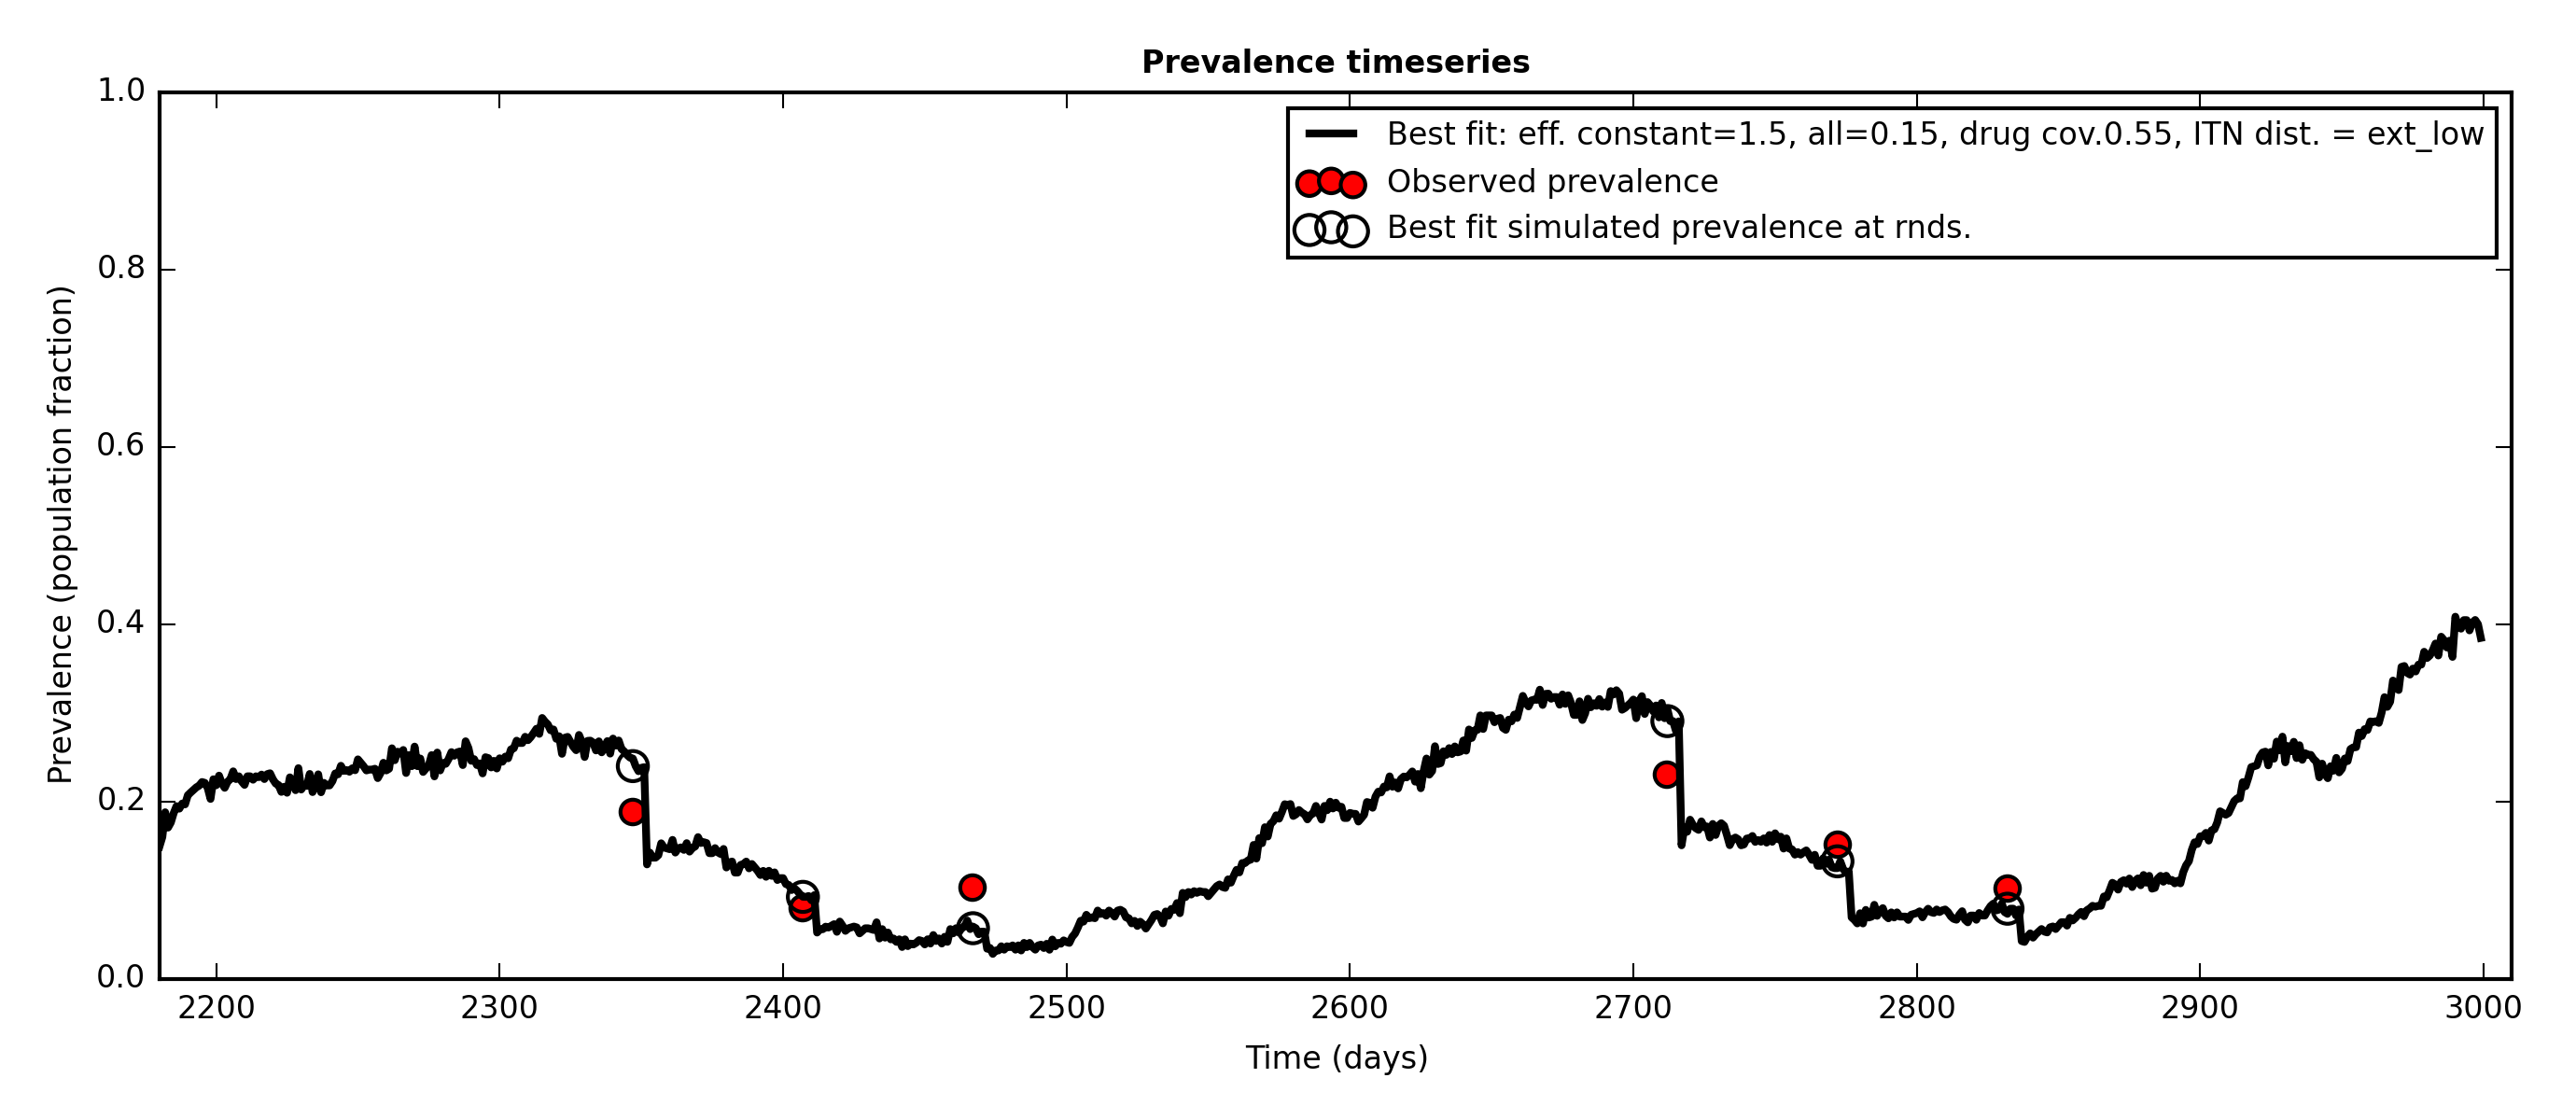 Prevalence timeseries
Best fit: eff. constant=1.5, all=0.15, drug cov.0.55, ITN dist. = ext_low
Observed prevalence
Best fit simulated prevalence at rnds.
Prevalence (population fraction)
1.0
0.8
0.6
0.4
0.2
0.0
2200 2300 2400 2500 2600 2700 2800 2900 3000
Time (days)